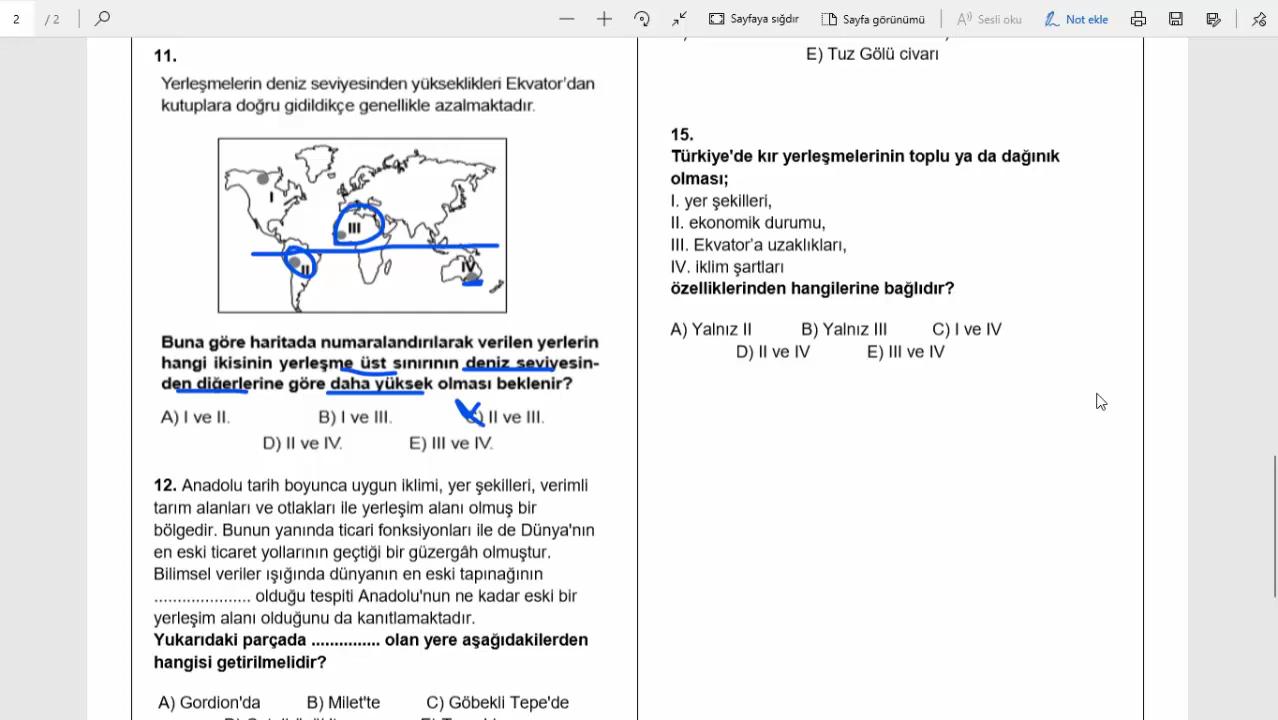 2 / 2 Sayfaya sığdır Sayfa görünümü Sesli oku Not ekle
11.
Yerleşmelerin deniz seviyesinden yükseklikleri Ekvator'dan
kutuplara doğru gidildikçe genellikle azalmaktadır.
I
III
II
IV
Buna göre haritada numaralandırılarak verilen yerlerin
hangi ikisinin yerleşme üst sınırının deniz seviyesin-
den diğerlerine göre daha yüksek olması beklenir?
A) I ve II. B) I ve III. C) II ve III.
D) II ve IV. E) III ve IV.
12. Anadolu tarih boyunca uygun iklimi, yer şekilleri, verimli
tarım alanları ve otlakları ile yerleşim alanı olmuş bir
bölgedir. Bunun yanında ticari fonksiyonları ile de Dünya'nın
en eski ticaret yollarının geçtiği bir güzergâh olmuştur.
Bilimsel veriler ışığında dünyanın en eski tapınağının
..................... olduğu tespiti Anadolu'nun ne kadar eski bir
yerleşim alanı olduğunu da kanıtlamaktadır.
Yukarıdaki parçada ............... olan yere aşağıdakilerden
hangisi getirilmelidir?
A) Gordion'da B) Milet'te C) Göbekli Tepe'de
E) Tuz Gölü civarı
15.
Türkiye'de kır yerleşmelerinin toplu ya da dağınık
olması;
I. yer şekilleri,
II. ekonomik durumu,
III. Ekvator'a uzaklıkları,
IV. iklim şartları
özelliklerinden hangilerine bağlıdır?
A) Yalnız II B) Yalnız III C) I ve IV
D) II ve IV E) III ve IV